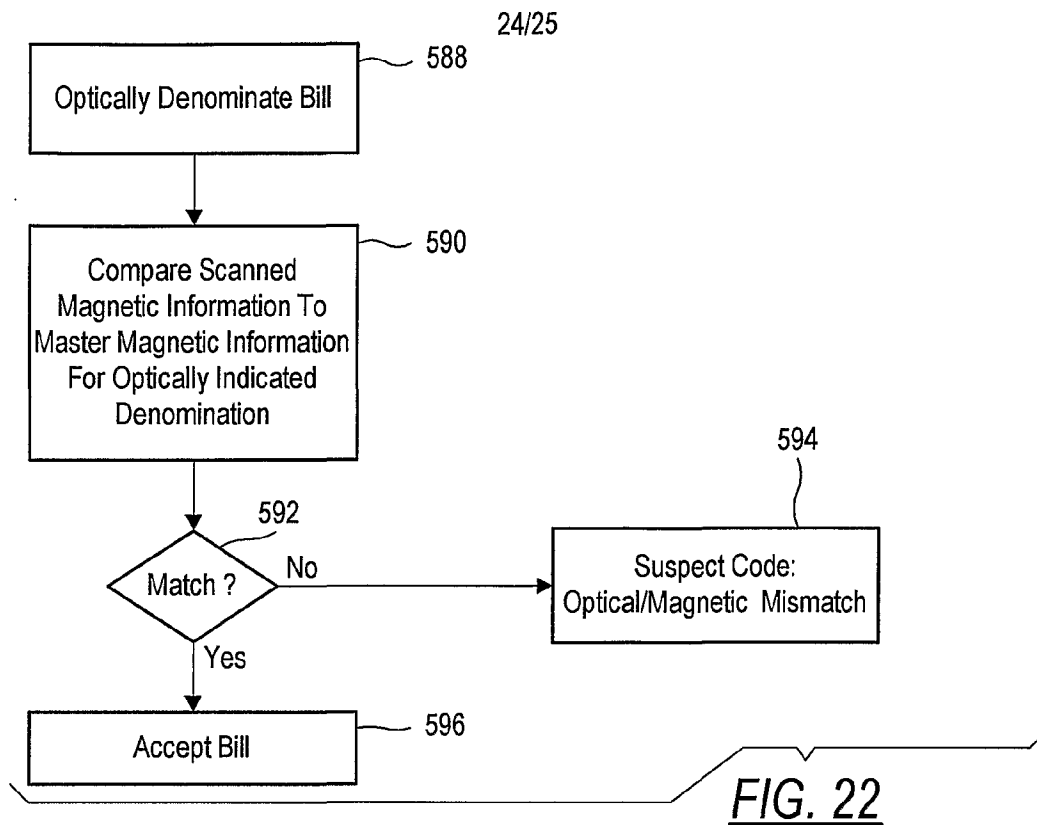 24/25
588
Optically Denominate Bill
590
Compare Scanned
Magnetic Information To
Master Magnetic Information
For Optically Indicated
Denomination
592
Match ?
No
594
Suspect Code:
Optical/Magnetic Mismatch
Yes
596
Accept Bill
FIG. 22